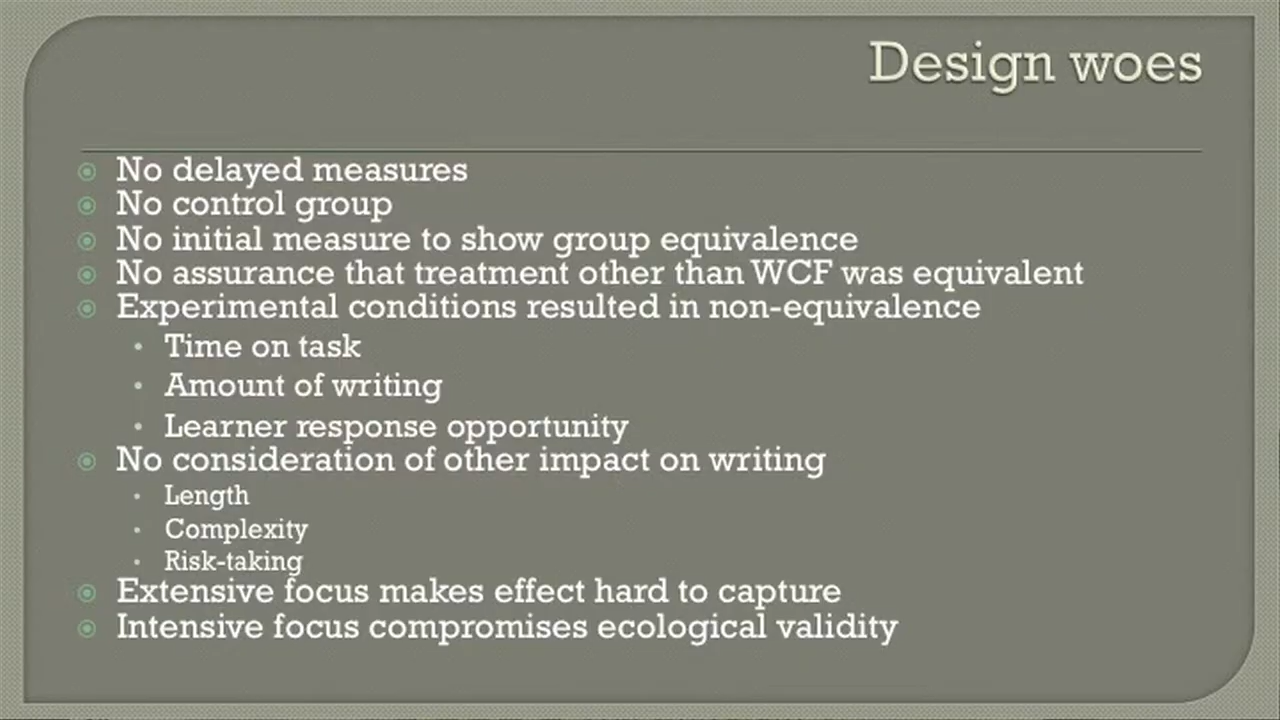 Design woes
No delayed measures
No control group
No initial measure to show group equivalence
No assurance that treatment other than WCF was equivalent
Experimental conditions resulted in non-equivalence
Time on task
Amount of writing
Learner response opportunity
No consideration of other impact on writing
Length
Complexity
Risk-taking
Extensive focus makes effect hard to capture
Intensive focus compromises ecological validity